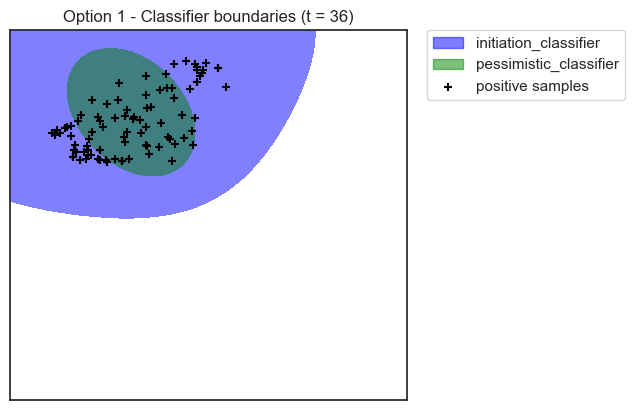 Option 1 - Classifier boundaries (t = 36)
initiation_classifier
pessimistic_classifier
positive samples